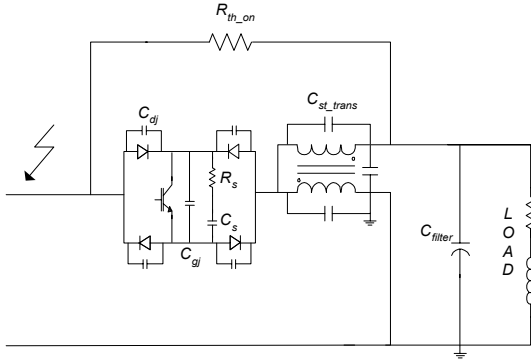 R_th_on
C_st_trans
C_dj
R_s
C_s
C_gj
C_filter
L
O
A
D